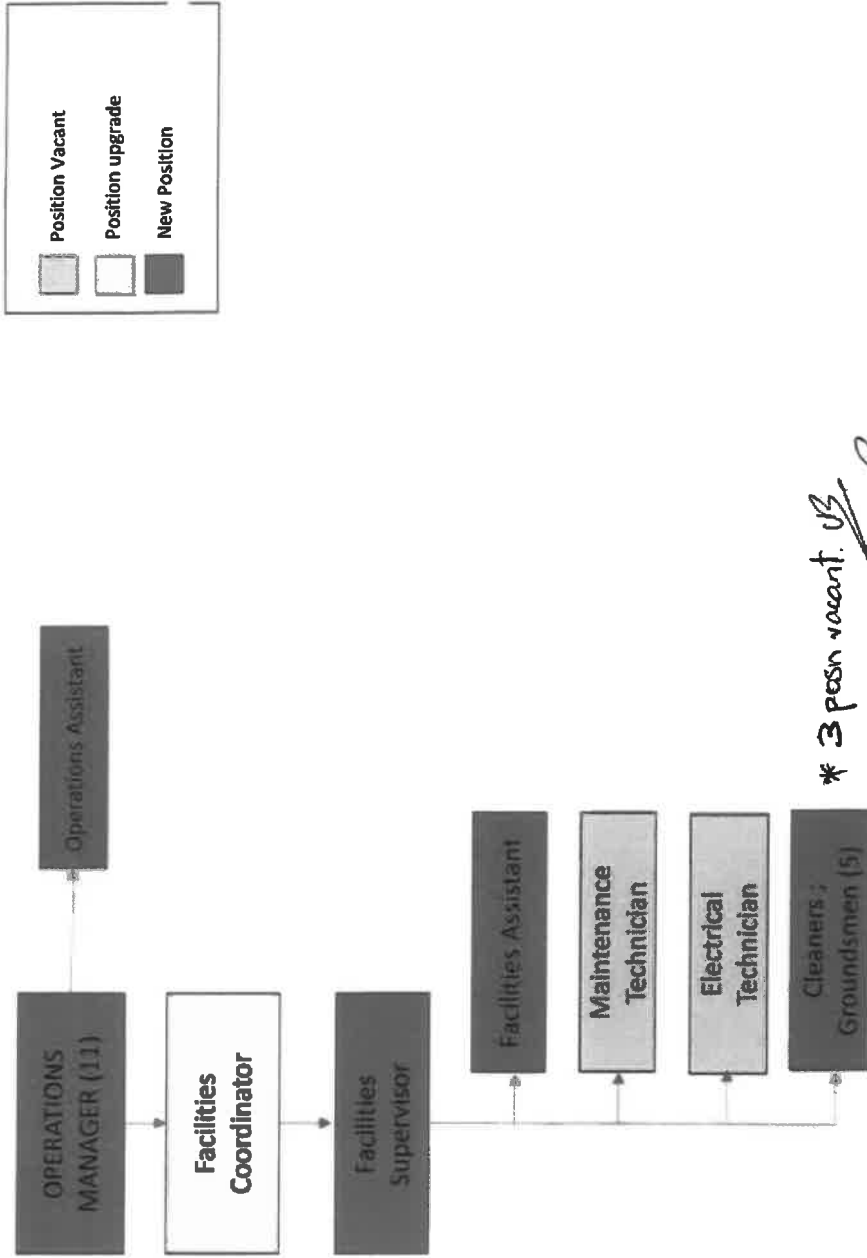 OPERATIONS
MANAGER (11)
Operations Assistant
Facilities
Coordinator
Facilities
Supervisor
Facilities Assistant
Maintenance
Technician
Electrical
Technician
Cleaners ;
Groundsmen (5)
* 3 posn vacant.
Position Vacant
Position upgrade
New Position